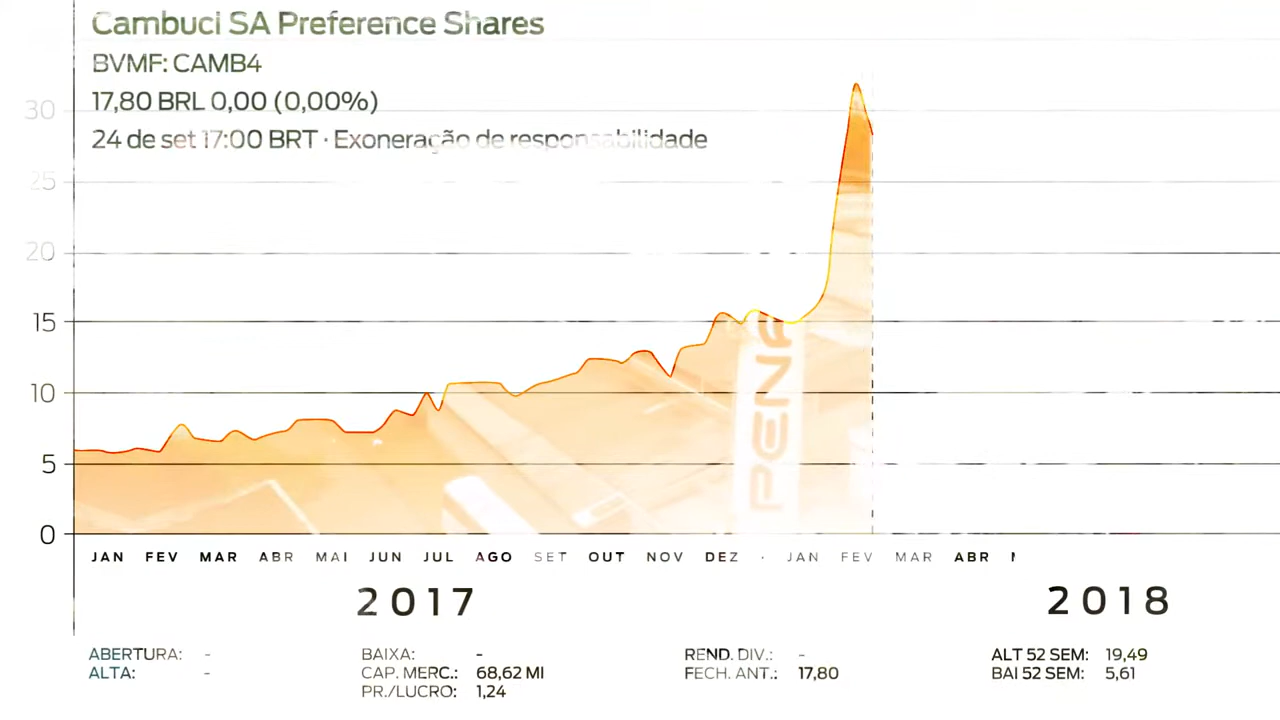 Cambuci SA Preference Shares
BVMF: CAMB4
17,80 BRL 0,00 (0,00%)
24 de set 17:00 BRT · Exoneração de responsabilidade
30
25
20
15
10
5
0
PENA
JAN FEV MAR ABR MAI JUN JUL AGO SET OUT NOV DEZ · JAN FEV MAR ABR
2017 2018
ABERTURA: - BAIXA: - REND. DIV.: - ALT 52 SEM: 19,49
ALTA: - CAP. MERC.: 68,62 MI FECH. ANT.: 17,80 BAI 52 SEM: 5,61
PR./LUCRO: 1,24